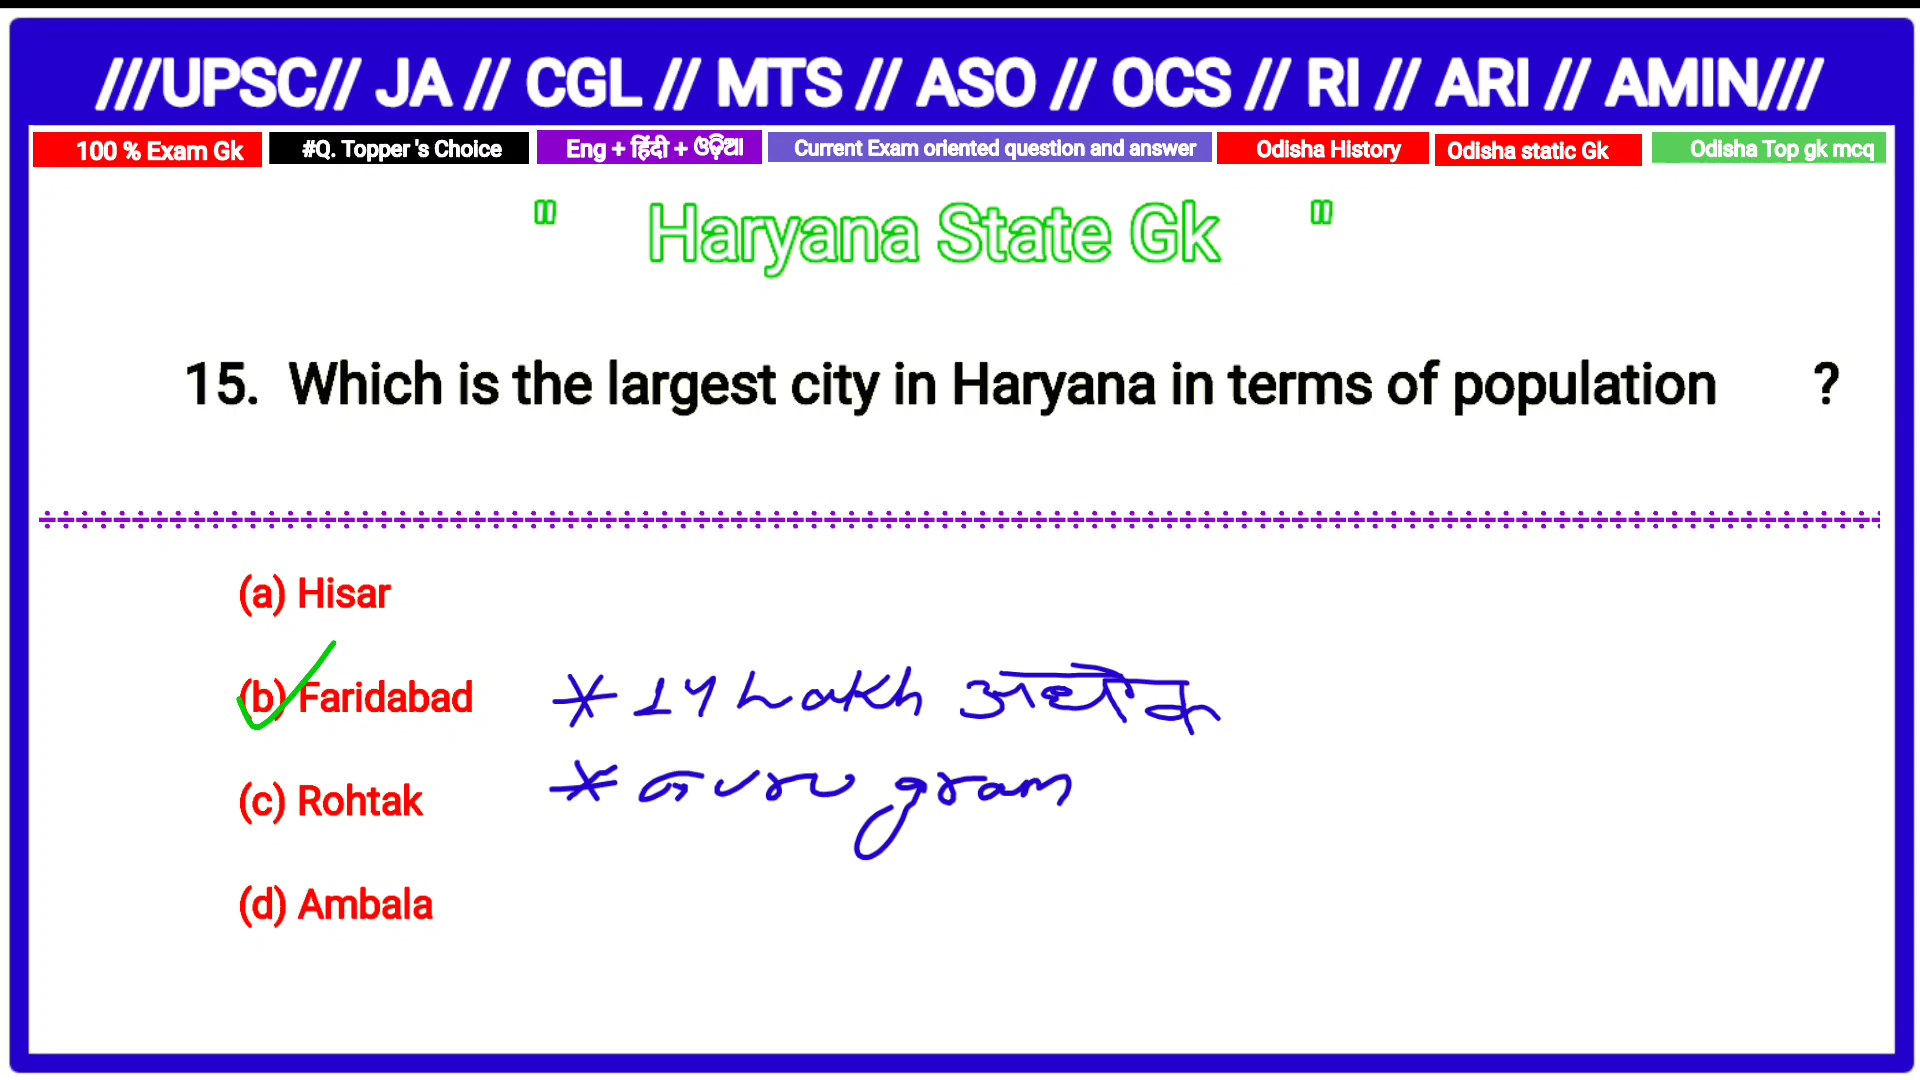 ///UPSC// JA // CGL // MTS // ASO // OCS // RI // ARI // AMIN///
100 % Exam Gk #Q. Topper 's Choice Eng + हिंदी + ଓଡ଼ିଆ Current Exam oriented question and answer Odisha History Odisha static Gk Odisha Top gk mcq
" Haryana State Gk "
15. Which is the largest city in Haryana in terms of population ?
(a) Hisar
(b) Faridabad * 14 Lakh
(c) Rohtak * Guru gram
(d) Ambala